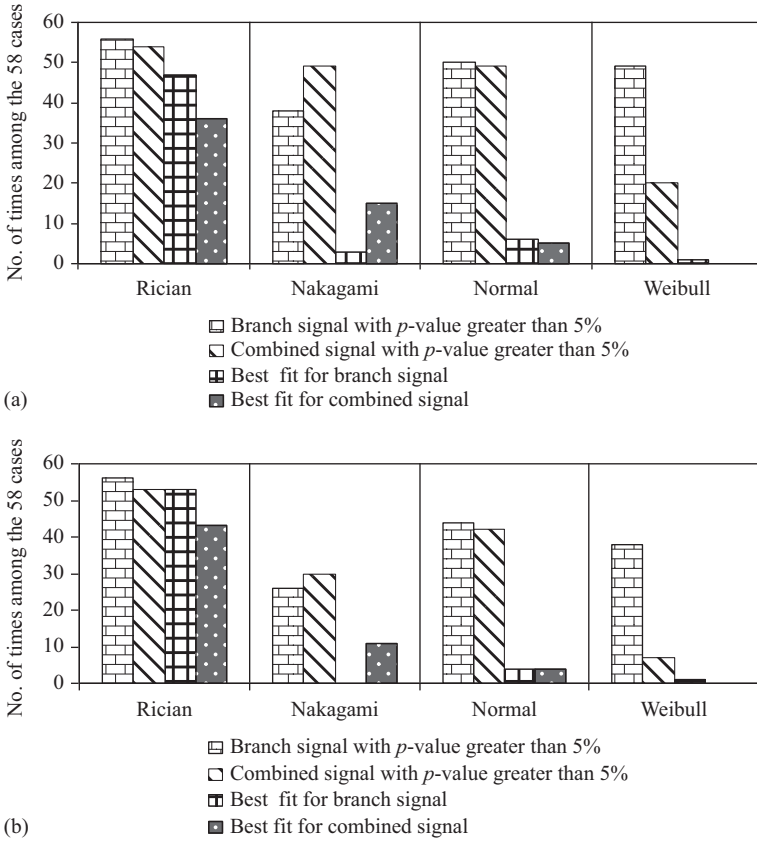 60
50
40
30
20
10
0
No. of times among the 58 cases
Rician Nakagami Normal Weibull
Branch signal with p-value greater than 5%
Combined signal with p-value greater than 5%
Best fit for branch signal
Best fit for combined signal
(a)
60
50
40
30
20
10
0
No. of times among the 58 cases
Rician Nakagami Normal Weibull
Branch signal with p-value greater than 5%
Combined signal with p-value greater than 5%
Best fit for branch signal
Best fit for combined signal
(b)